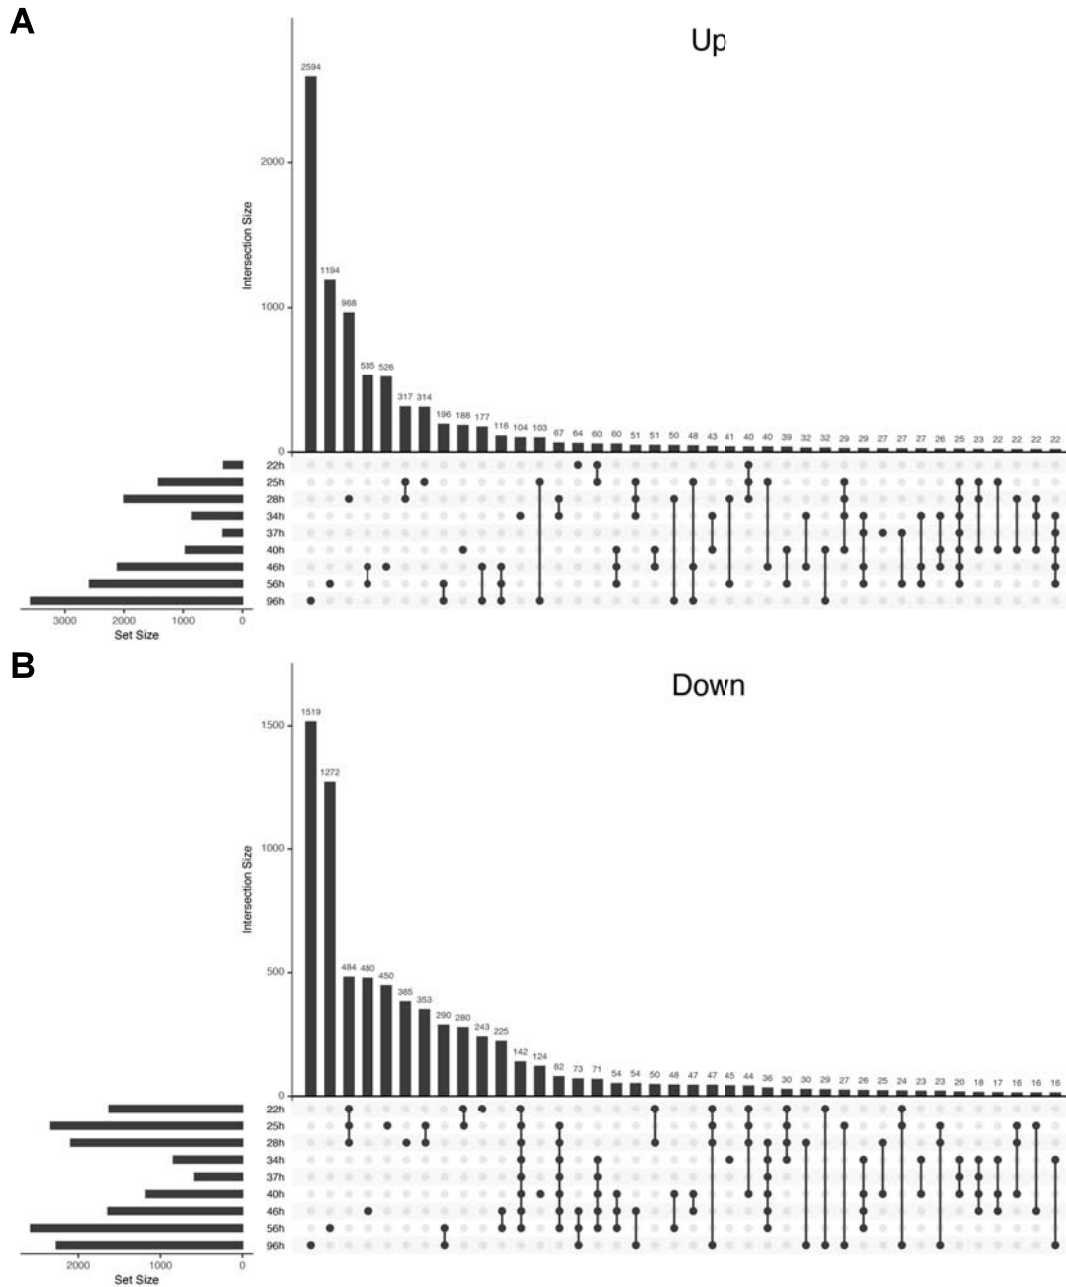 A
Up
2594
1194
968
535 526
317 314
196 188 177 116 104 103 67 64 60 60 51 51 50 48 43 41 40 40 39 32 32 29 29 27 27 27 26 25 23 22 22 22 22
2000
1000
0
Intersection Size
22h
25h
28h
34h
37h
40h
46h
56h
96h
3000 2000 1000 0
Set Size
B
Down
1519
1272
484 480 450 385 353 290 280 243 225 142 124 82 73 71 54 54 50 48 47 47 45 44 36 30 30 29 27 26 25 24 23 23 20 18 17 16 16 16
1500
1000
500
0
Intersection Size
22h
25h
28h
34h
37h
40h
46h
56h
96h
2000 1000 0
Set Size